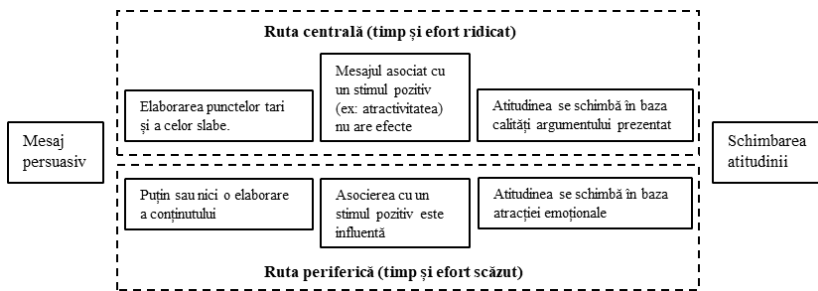 Ruta centrală (timp și efort ridicat)
Mesaj
persuasiv
Elaborarea punctelor tari
și a celor slabe.
Mesajul asociat cu
un stimul pozitiv
(ex: atractivitatea)
nu are efecte
Atitudinea se schimbă în baza
calități argumentului prezentat
Schimbarea
atitudinii
Puțin sau nici o elaborare
a conținutului
Asocierea cu un
stimul pozitiv este
influentă
Atitudinea se schimbă în baza
atracției emoționale
Ruta periferică (timp și efort scăzut)